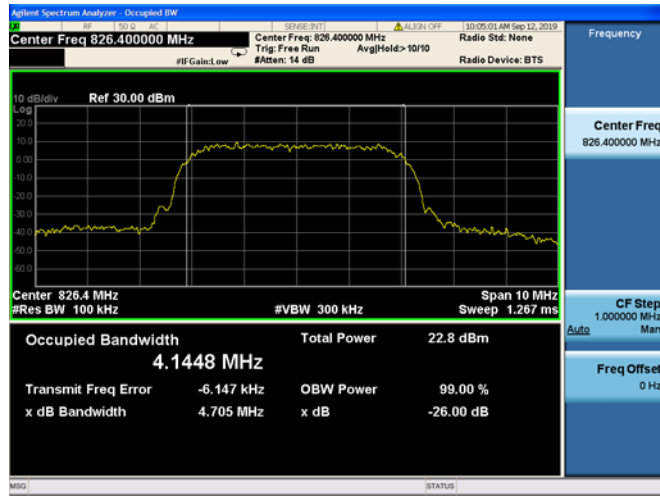 Agilent Spectrum Analyzer - Occupied BW
RF 50 Ω AC SENSE:INT ALIGN OFF 10:05:01 AM Sep 12, 2019
Center Freq 826.400000 MHz Center Freq: 826.400000 MHz Radio Std: None
Trig: Free Run Avg|Hold:> 10/10
#IFGain:Low #Atten: 14 dB Radio Device: BTS
Frequency
10 dB/div Ref 30.00 dBm
Log
20.0
10.0
0.00
-10.0
-20.0
-30.0
-40.0
-50.0
-60.0
Center 826.4 MHz Span 10 MHz
#Res BW 100 kHz #VBW 300 kHz Sweep 1.267 ms
Occupied Bandwidth Total Power 22.8 dBm
4.1448 MHz
Transmit Freq Error -6.147 kHz OBW Power 99.00 %
x dB Bandwidth 4.705 MHz x dB -26.00 dB
Center Freq
826.400000 MHz
CF Step
1.000000 MHz
Auto Man
Freq Offset
0 Hz
MSG STATUS